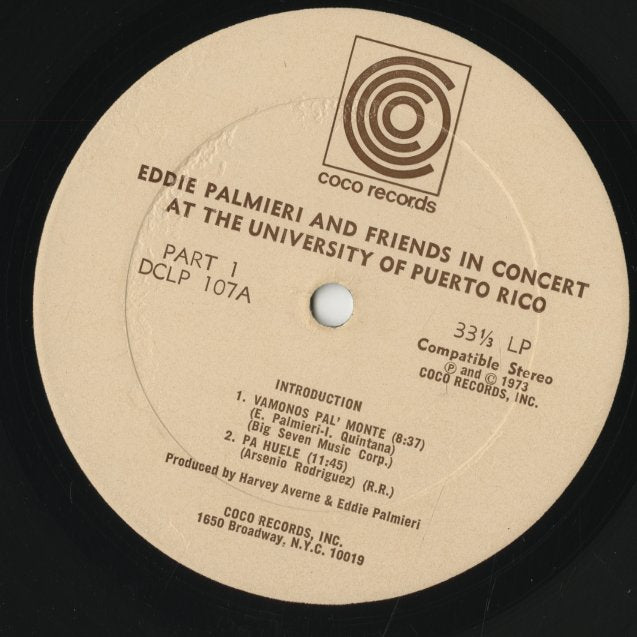 coco records
EDDIE PALMIERI AND FRIENDS IN CONCERT
AT THE UNIVERSITY OF PUERTO RICO
PART 1
DCLP 107A
33⅓ LP
Compatible Stereo
Ⓟ and © 1973
COCO RECORDS, INC.
INTRODUCTION
1. VAMONOS PAL' MONTE (8:37)
(E. Palmieri-I. Quintana)
(Big Seven Music Corp.)
2. PA HUELE (11:45)
(Arsenio Rodriguez) (R.R.)
Produced by Harvey Averne & Eddie Palmieri
COCO RECORDS, INC.
1650 Broadway, N.Y.C. 10019